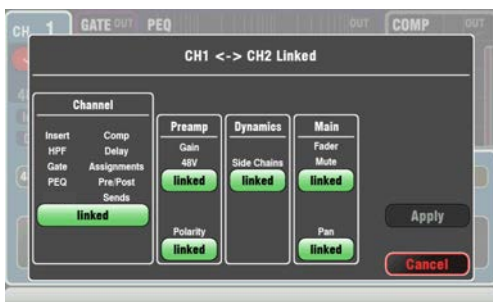 CH 1 GATE OUT PEQ OUT COMP OUT
CH1 <-> CH2 Linked
Channel
Insert Comp
HPF Delay
Gate Assignments
PEQ Pre/Post
Sends
linked
Preamp
Gain
48V
linked
Polarity
linked
Dynamics
Side Chains
linked
Main
Fader
Mute
linked
Pan
linked
Apply
Cancel